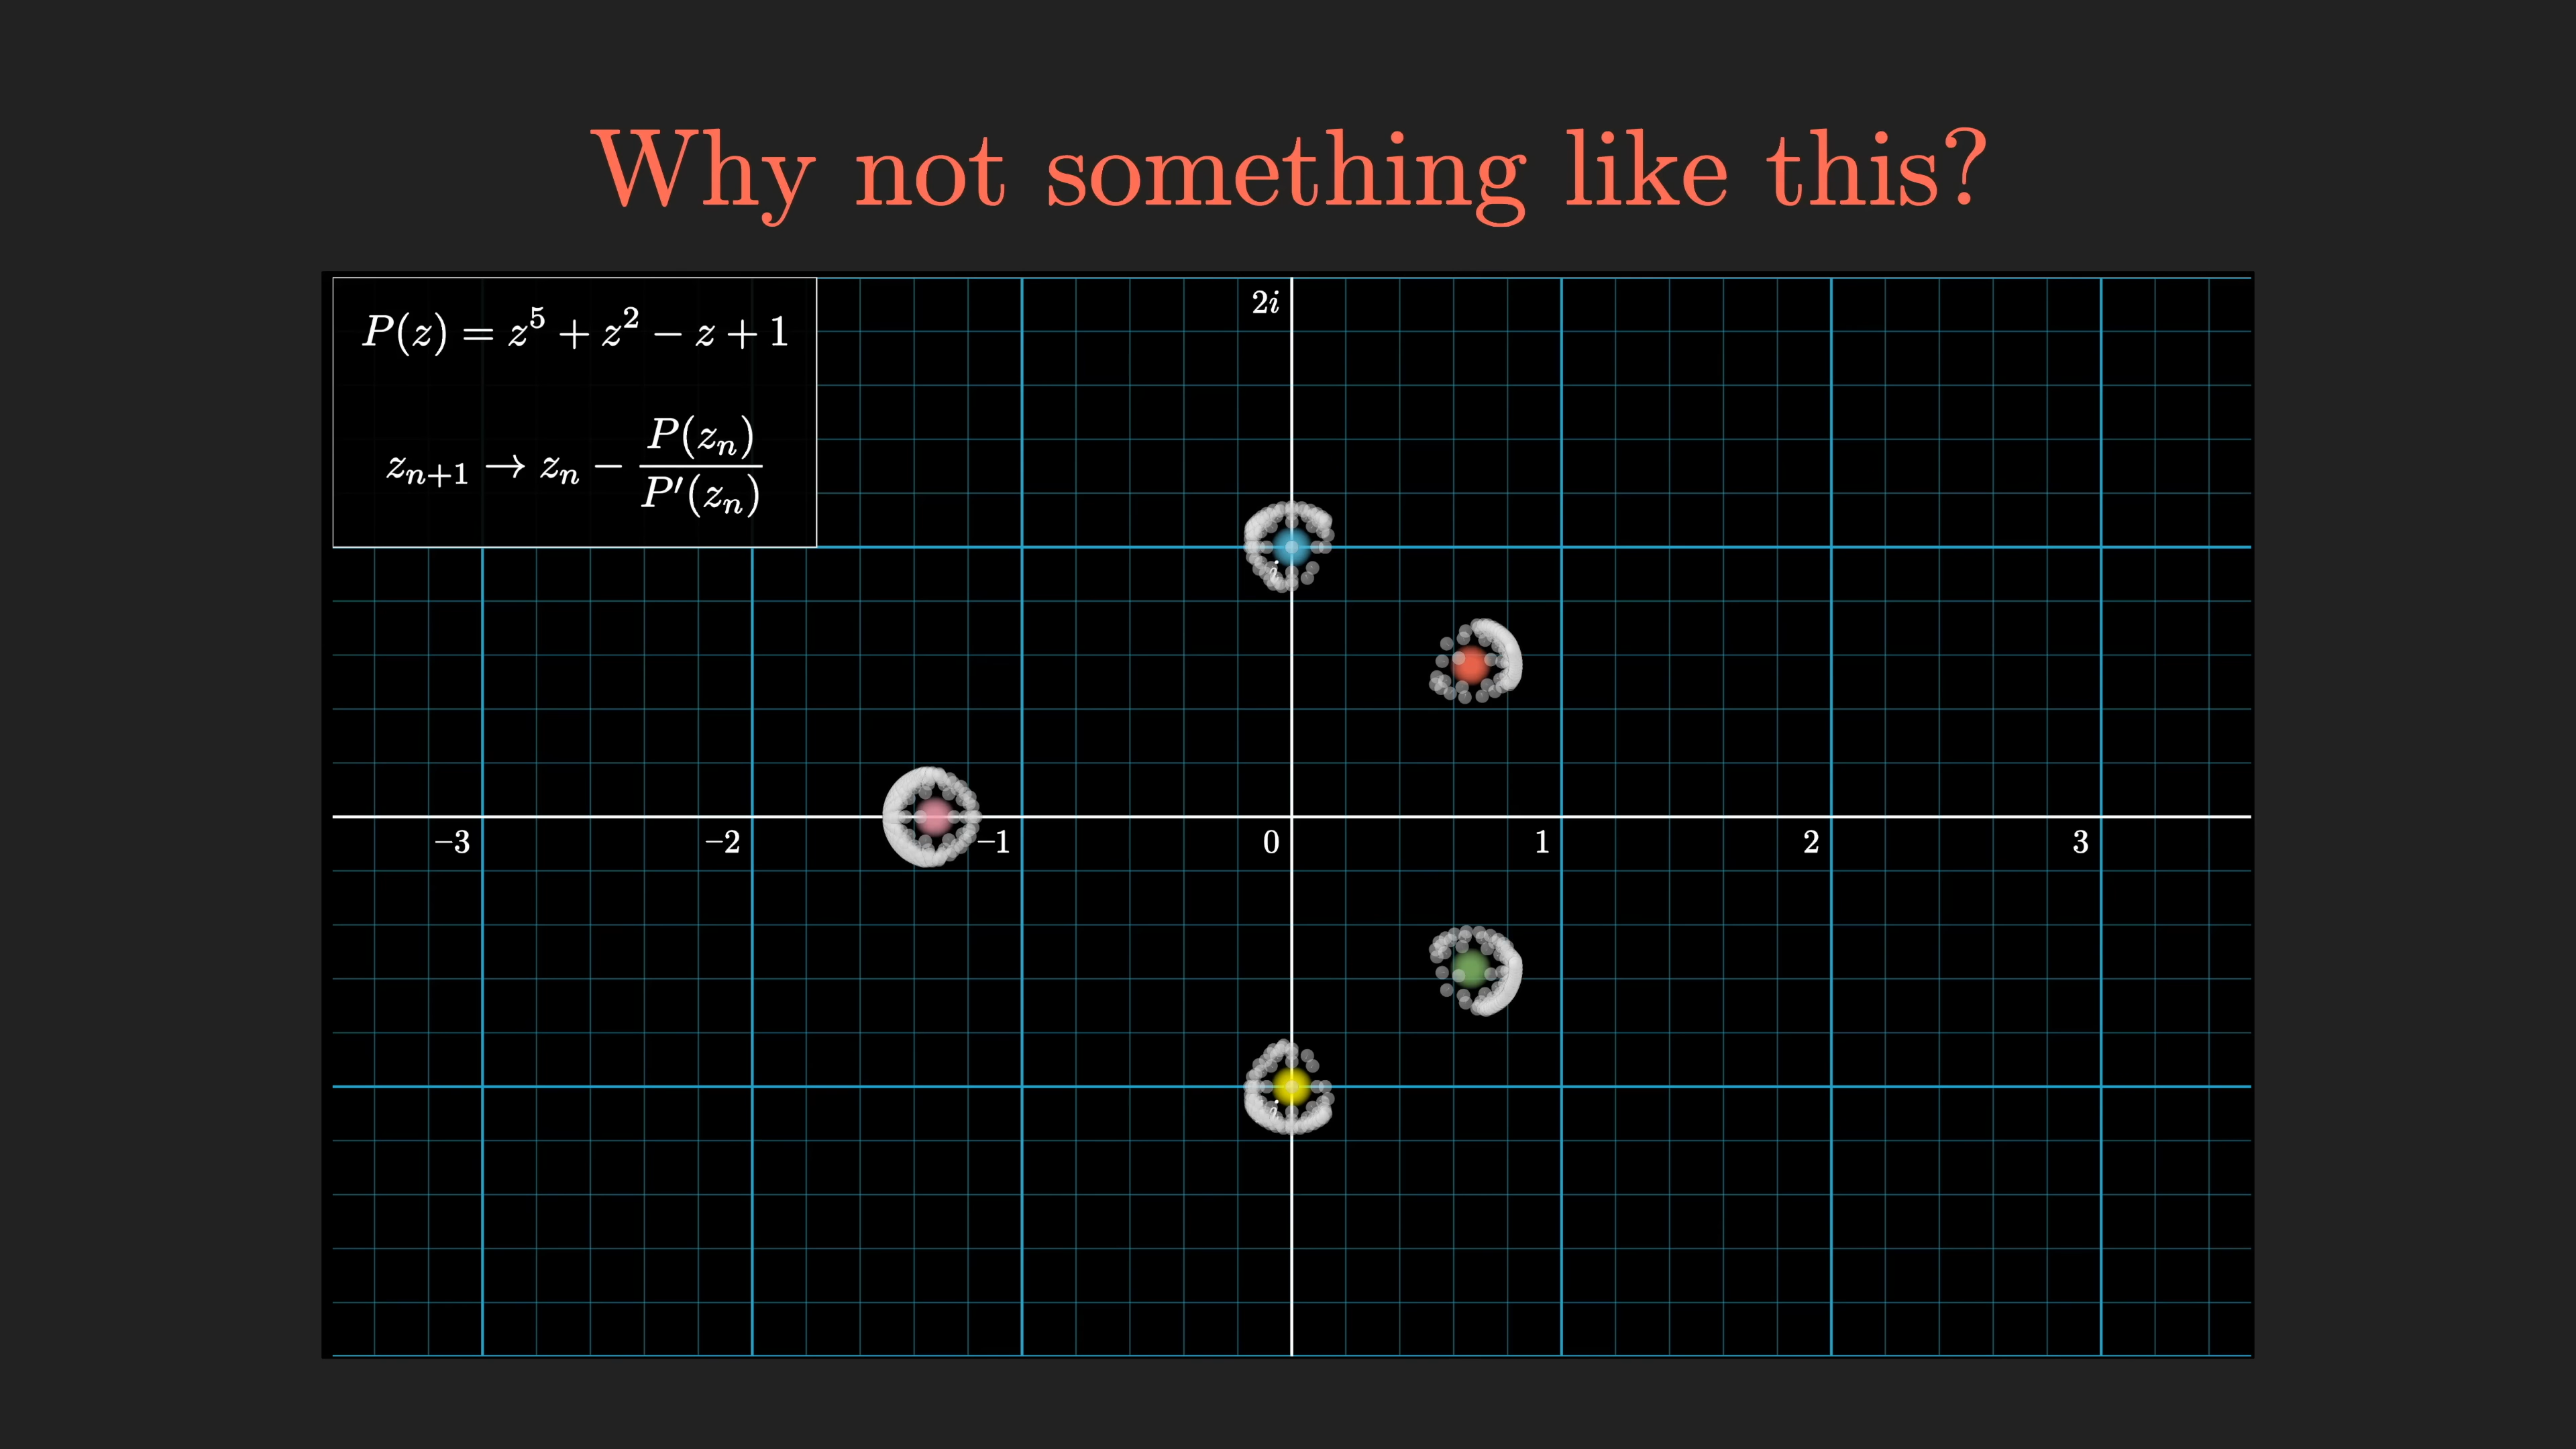 Why not something like this?
P(z) = z^5 + z^2 − z + 1
z_{n+1} → z_n − P(z_n)/P′(z_n)
2i
i
−3 −2 −1 0 1 2 3
i